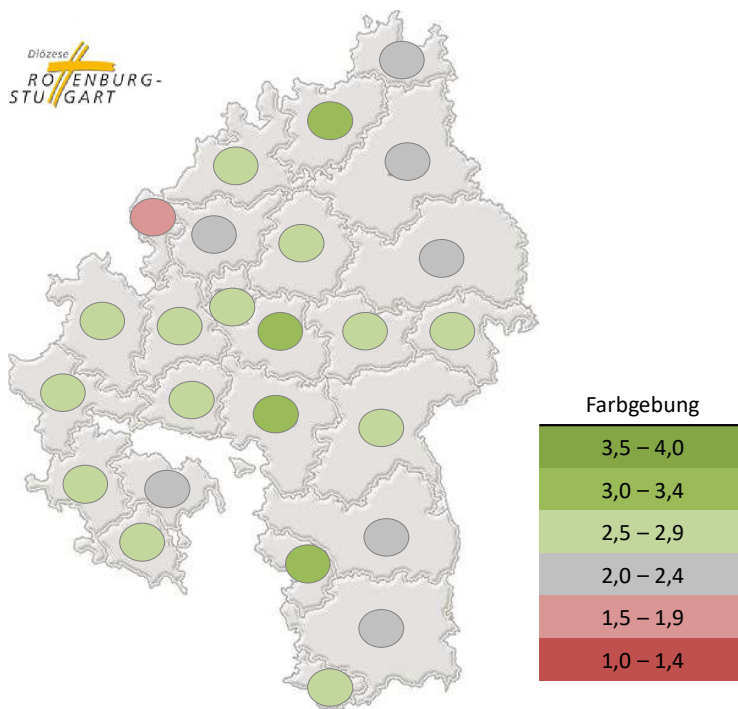 Diözese
ROTTENBURG-
STUTTGART
Farbgebung
3,5 – 4,0
3,0 – 3,4
2,5 – 2,9
2,0 – 2,4
1,5 – 1,9
1,0 – 1,4